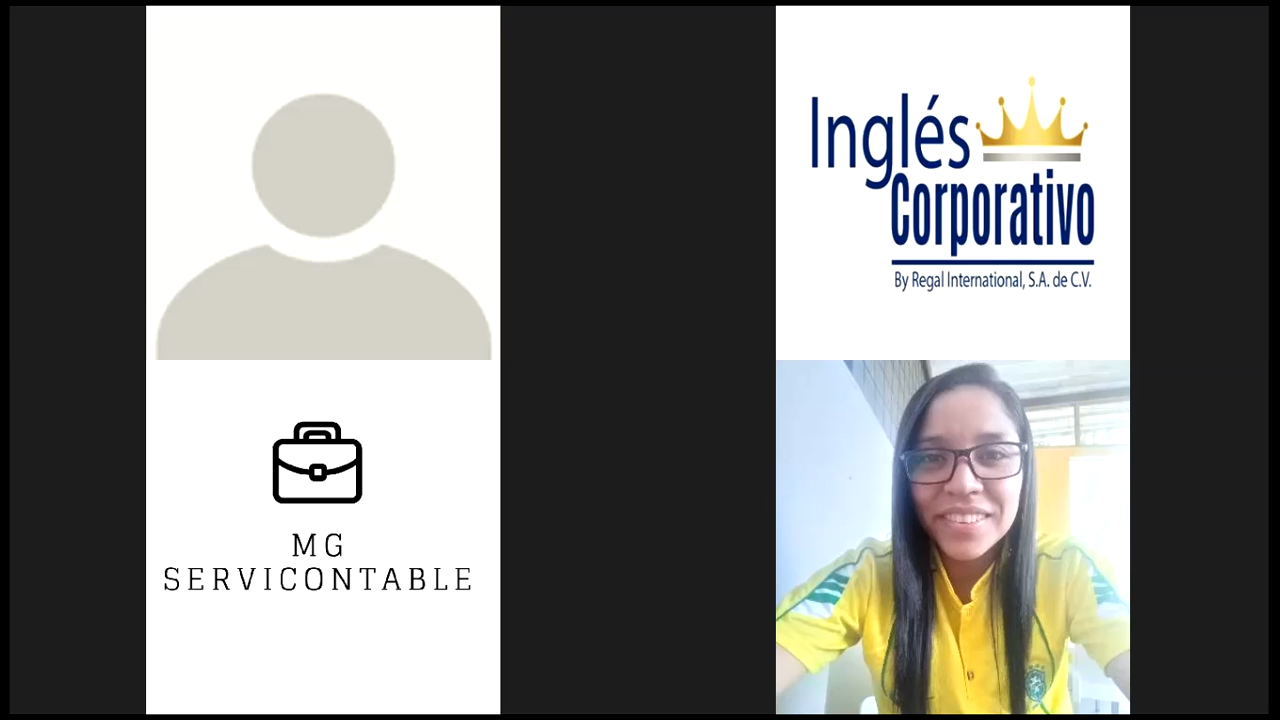 Inglés
Corporativo
By Regal International, S.A. de C.V.
MG
SERVICONTABLE